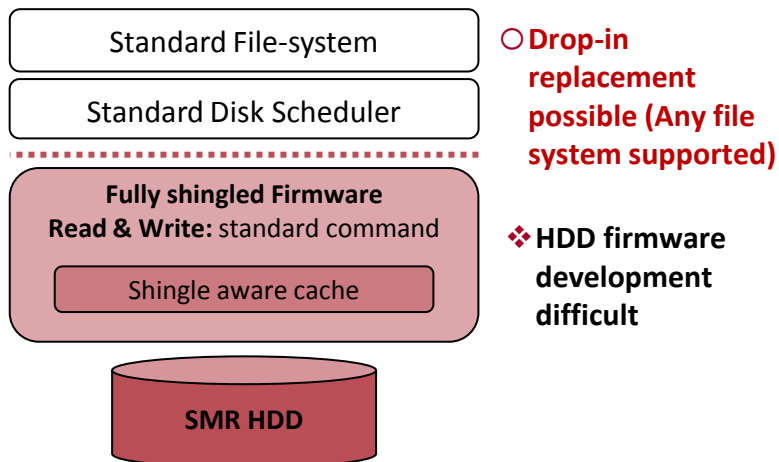 Standard File-system
Standard Disk Scheduler
Fully shingled Firmware
Read & Write: standard command
Shingle aware cache
SMR HDD
Drop-in
replacement
possible (Any file
system supported)
HDD firmware
development
difficult